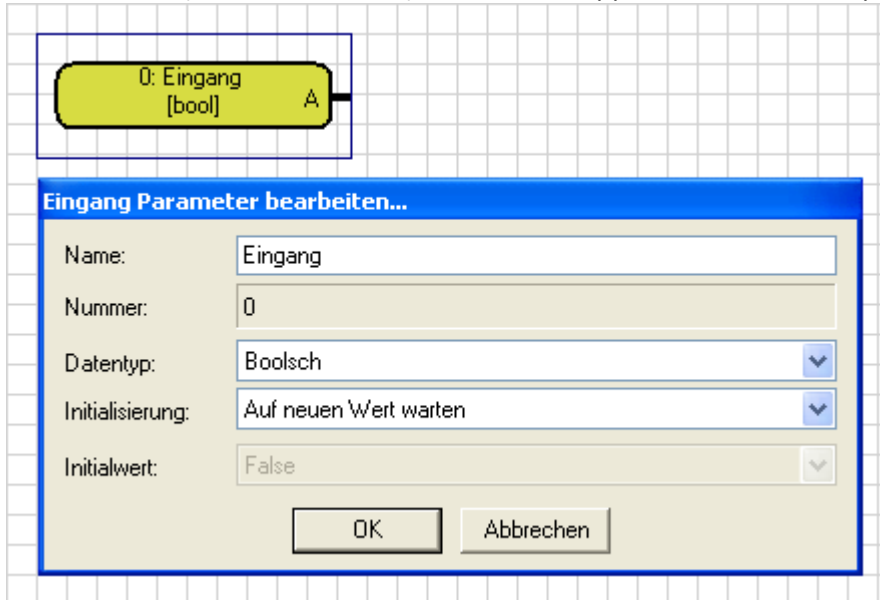 0: Eingang
[bool] A
Eingang Parameter bearbeiten...
Name: Eingang
Nummer: 0
Datentyp: Boolsch
Initialisierung: Auf neuen Wert warten
Initialwert: False
OK Abbrechen